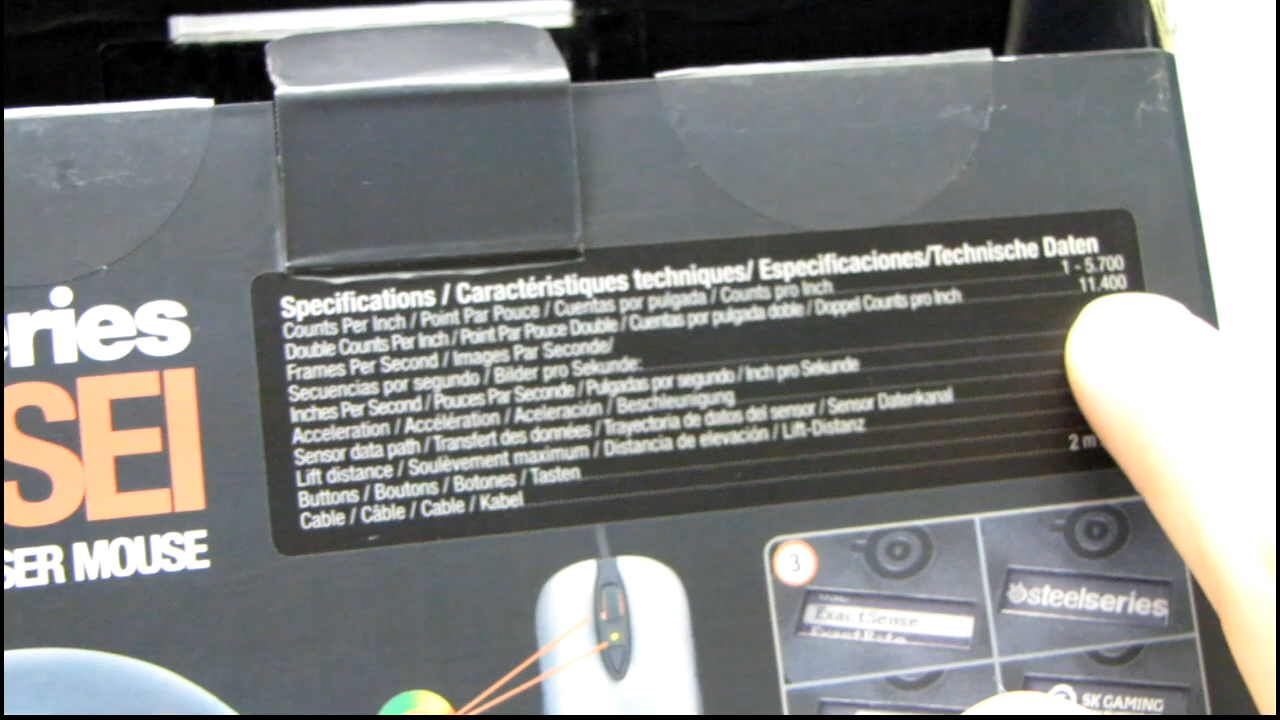 Specifications / Caractéristiques techniques/ Especificaciones/Technische Daten
Counts Per Inch / Point Par Pouce / Cuentas por pulgada / Counts pro Inch 1 - 5.700
Double Counts Per Inch / Point Par Pouce Double / Cuentas por pulgada doble / Doppel Counts pro Inch 11.400
Frames Per Second / Images Par Seconde/
Secuencias por segundo / Bilder pro Sekunde:
Inches Per Second / Pouces Par Seconde / Pulgadas por segundo / Inch pro Sekunde
Acceleration / Accélération / Aceleración / Beschleunigung
Sensor data path / Transfert des données / Trayectoria de datos del sensor / Sensor Datenkanal
Lift distance / Soulèvement maximum / Distancia de elevación / Lift-Distanz
Buttons / Boutons / Botones / Tasten
Cable / Câble / Cable / Kabel 2 m
eries
SEI
SER MOUSE
3
ExactSense
ExactRate
steelseries
SK GAMING